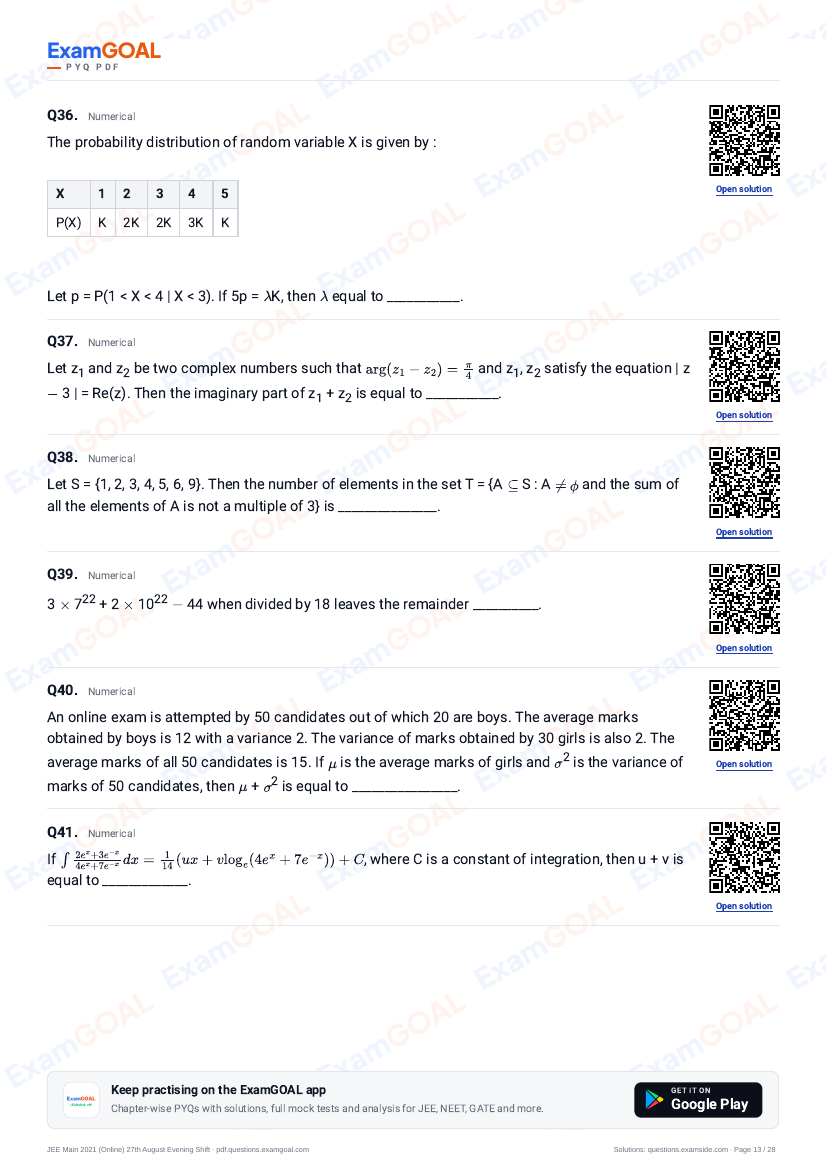 ExamGOAL
PYQ PDF
Q36. Numerical
The probability distribution of random variable X is given by :
Open solution
X 1 2 3 4 5
P(X) K 2K 2K 3K K
Let p = P(1 < X < 4 | X < 3). If 5p = λK, then λ equal to ___________.
Q37. Numerical
Let z₁ and z₂ be two complex numbers such that arg(z₁ − z₂) = π/4 and z₁, z₂ satisfy the equation | z
− 3 | = Re(z). Then the imaginary part of z₁ + z₂ is equal to ___________.
Open solution
Q38. Numerical
Let S = {1, 2, 3, 4, 5, 6, 9}. Then the number of elements in the set T = {A ⊆ S : A ≠ ϕ and the sum of
all the elements of A is not a multiple of 3} is _______________.
Open solution
Q39. Numerical
3 × 7²² + 2 × 10²² − 44 when divided by 18 leaves the remainder __________.
Open solution
Q40. Numerical
An online exam is attempted by 50 candidates out of which 20 are boys. The average marks
obtained by boys is 12 with a variance 2. The variance of marks obtained by 30 girls is also 2. The
average marks of all 50 candidates is 15. If μ is the average marks of girls and σ² is the variance of
marks of 50 candidates, then μ + σ² is equal to ________________.
Open solution
Q41. Numerical
If ∫ (2eˣ+3e⁻ˣ)/(4eˣ+7e⁻ˣ) dx = 1/14 (ux + v logₑ(4eˣ + 7e⁻ˣ)) + C, where C is a constant of integration, then u + v is
equal to _____________.
Open solution
Keep practising on the ExamGOAL app
Chapter-wise PYQs with solutions, full mock tests and analysis for JEE, NEET, GATE and more.
GET IT ON
Google Play
JEE Main 2021 (Online) 27th August Evening Shift · pdf.questions.examgoal.com
Solutions: questions.examside.com · Page 13 / 28